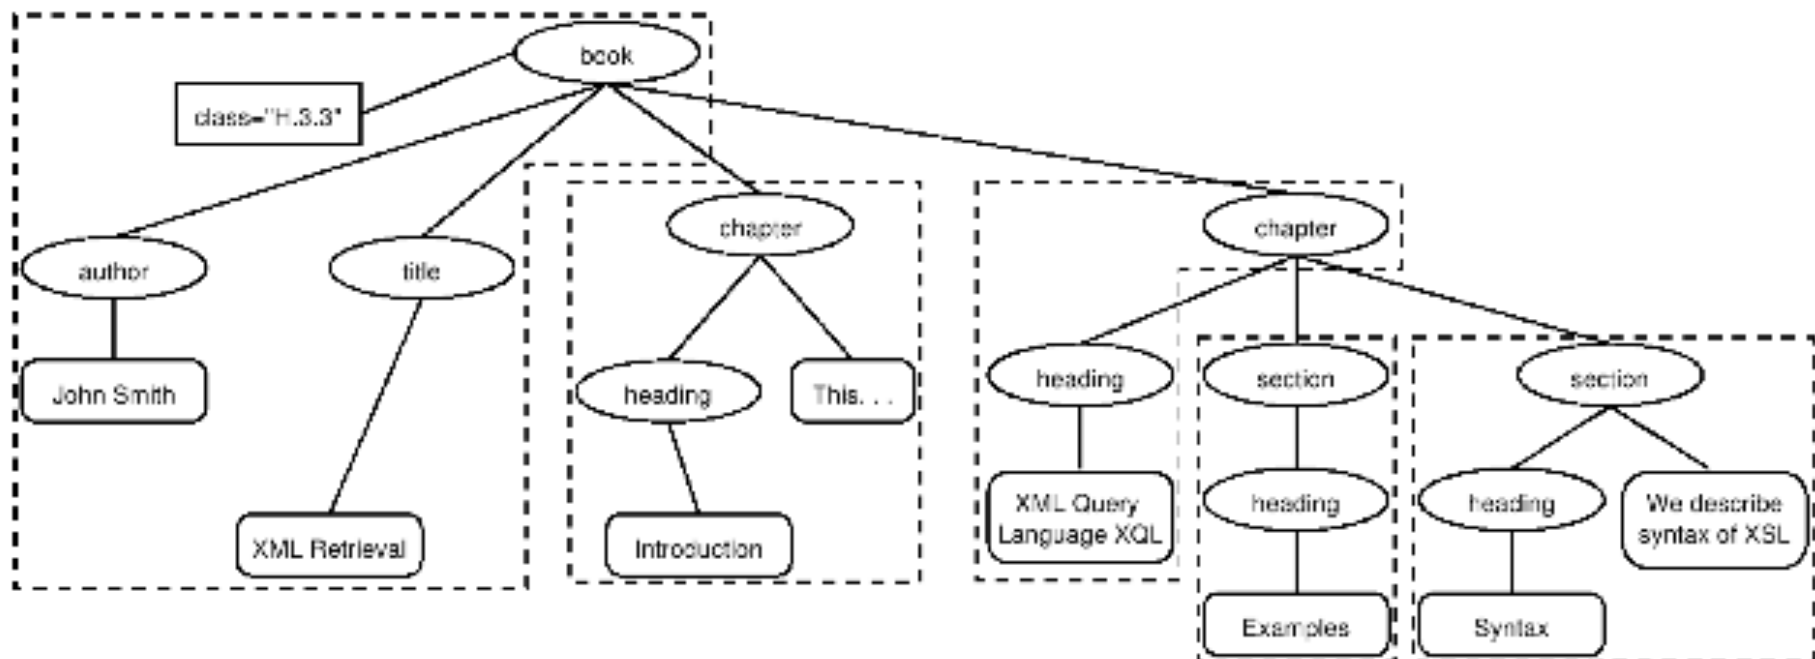 book
class="H.3.3"
chapter
chapter
author
title
heading
section
section
John Smith
heading
This. . .
XML Query
Language XQL
heading
heading
We describe
syntax of XSL
XML Retrieval
Introduction
Examples
Syntax